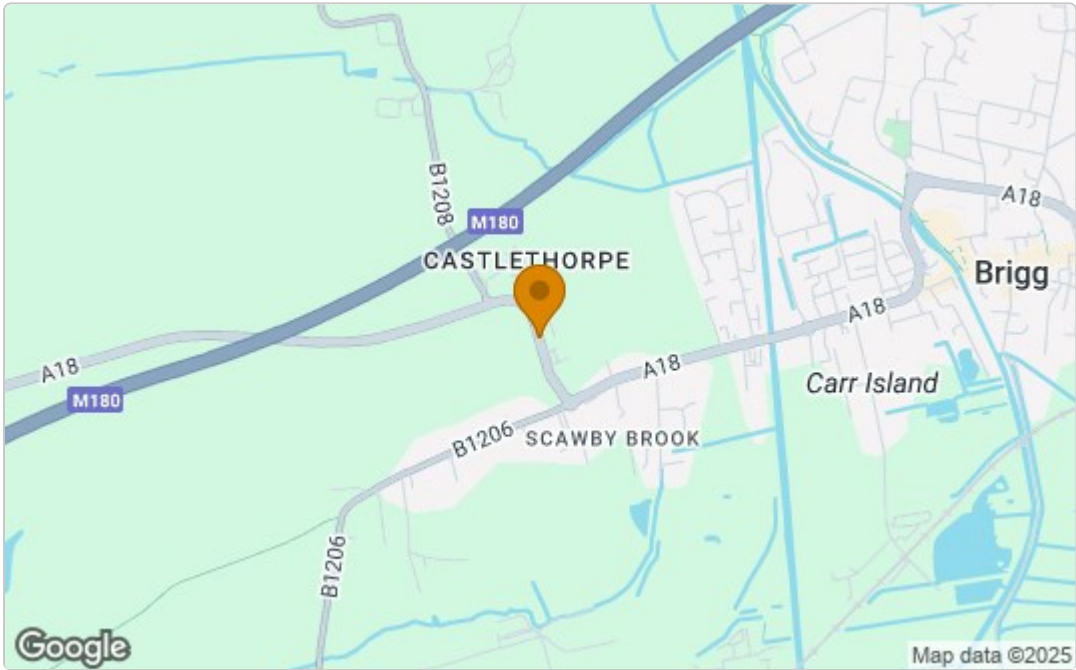 B1208
M180
A18
CASTLETHORPE
Brigg
A18
A18
A18
M180
Carr Island
B1206
SCAWBY BROOK
B1206
Google
Map data ©2025